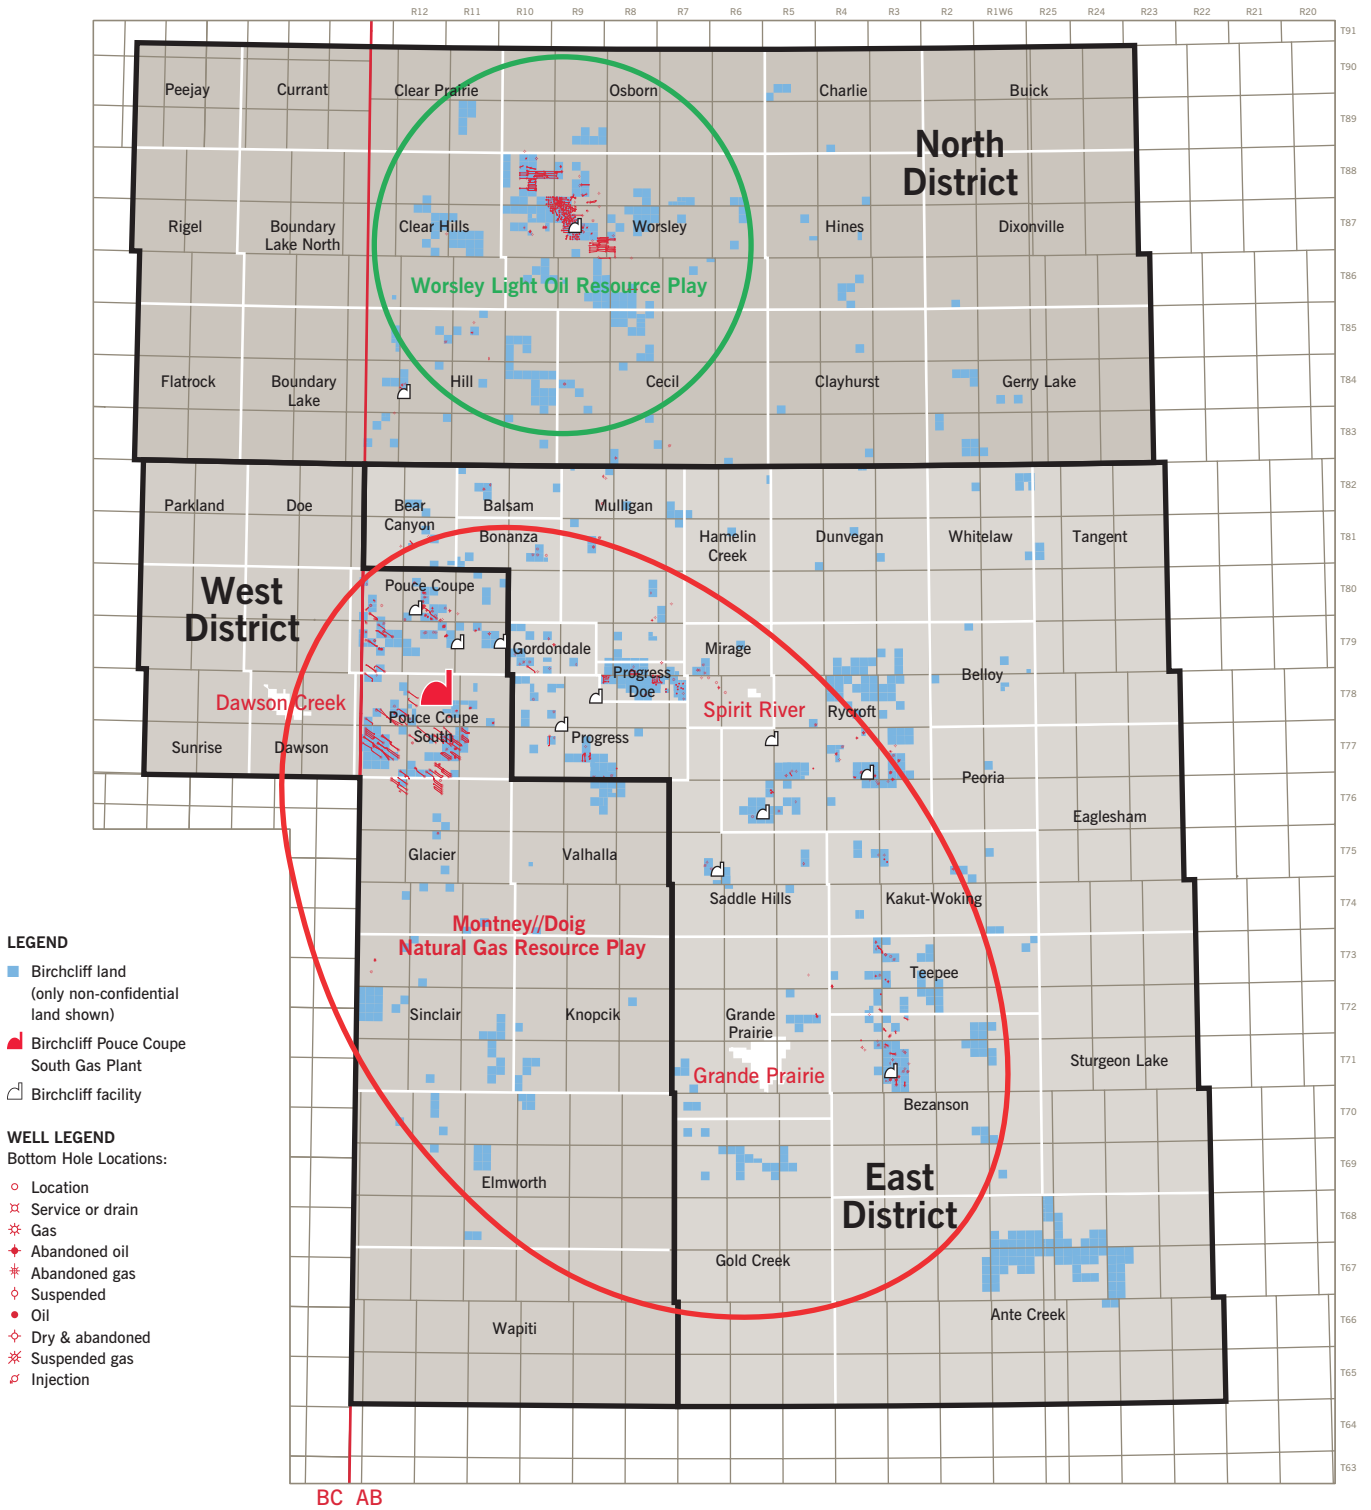 R12 R11 R10 R9 R8 R7 R6 R5 R4 R3 R2 R1W6 R25 R24 R23 R22 R21 R20
T91
T90
Peejay Currant Clear Prairie Osborn Charlie Buick
T89
North
District
T88
Rigel Boundary
Lake North Clear Hills Worsley Hines Dixonville
T87
T86
Worsley Light Oil Resource Play
T85
Flatrock Boundary
Lake Hill Cecil Clayhurst Gerry Lake
T84
T83
T82
Parkland Doe Bear
Canyon Balsam Mulligan
Bonanza Hamelin
Creek Dunvegan Whitelaw Tangent
T81
West
District
Pouce Coupe
T80
Gordondale Mirage
T79
Progress
Doe Belloy
T78
Dawson Creek Spirit River Rycroft
Pouce Coupe
South
Sunrise Dawson Progress
T77
Peoria
T76
Eaglesham
Glacier Valhalla
T75
Saddle Hills Kakut-Woking
T74
Montney//Doig
Natural Gas Resource Play
T73
Teepee
Sinclair Knopcik Grande
Prairie
T72
Grande Prairie Sturgeon Lake
T71
Bezanson
T70
East
District
T69
Elmworth
T68
Gold Creek
T67
Ante Creek
T66
Wapiti
T65
T64
T63
BC AB
LEGEND
Birchcliff land
(only non-confidential
land shown)
Birchcliff Pouce Coupe
South Gas Plant
Birchcliff facility
WELL LEGEND
Bottom Hole Locations:
Location
Service or drain
Gas
Abandoned oil
Abandoned gas
Suspended
Oil
Dry & abandoned
Suspended gas
Injection